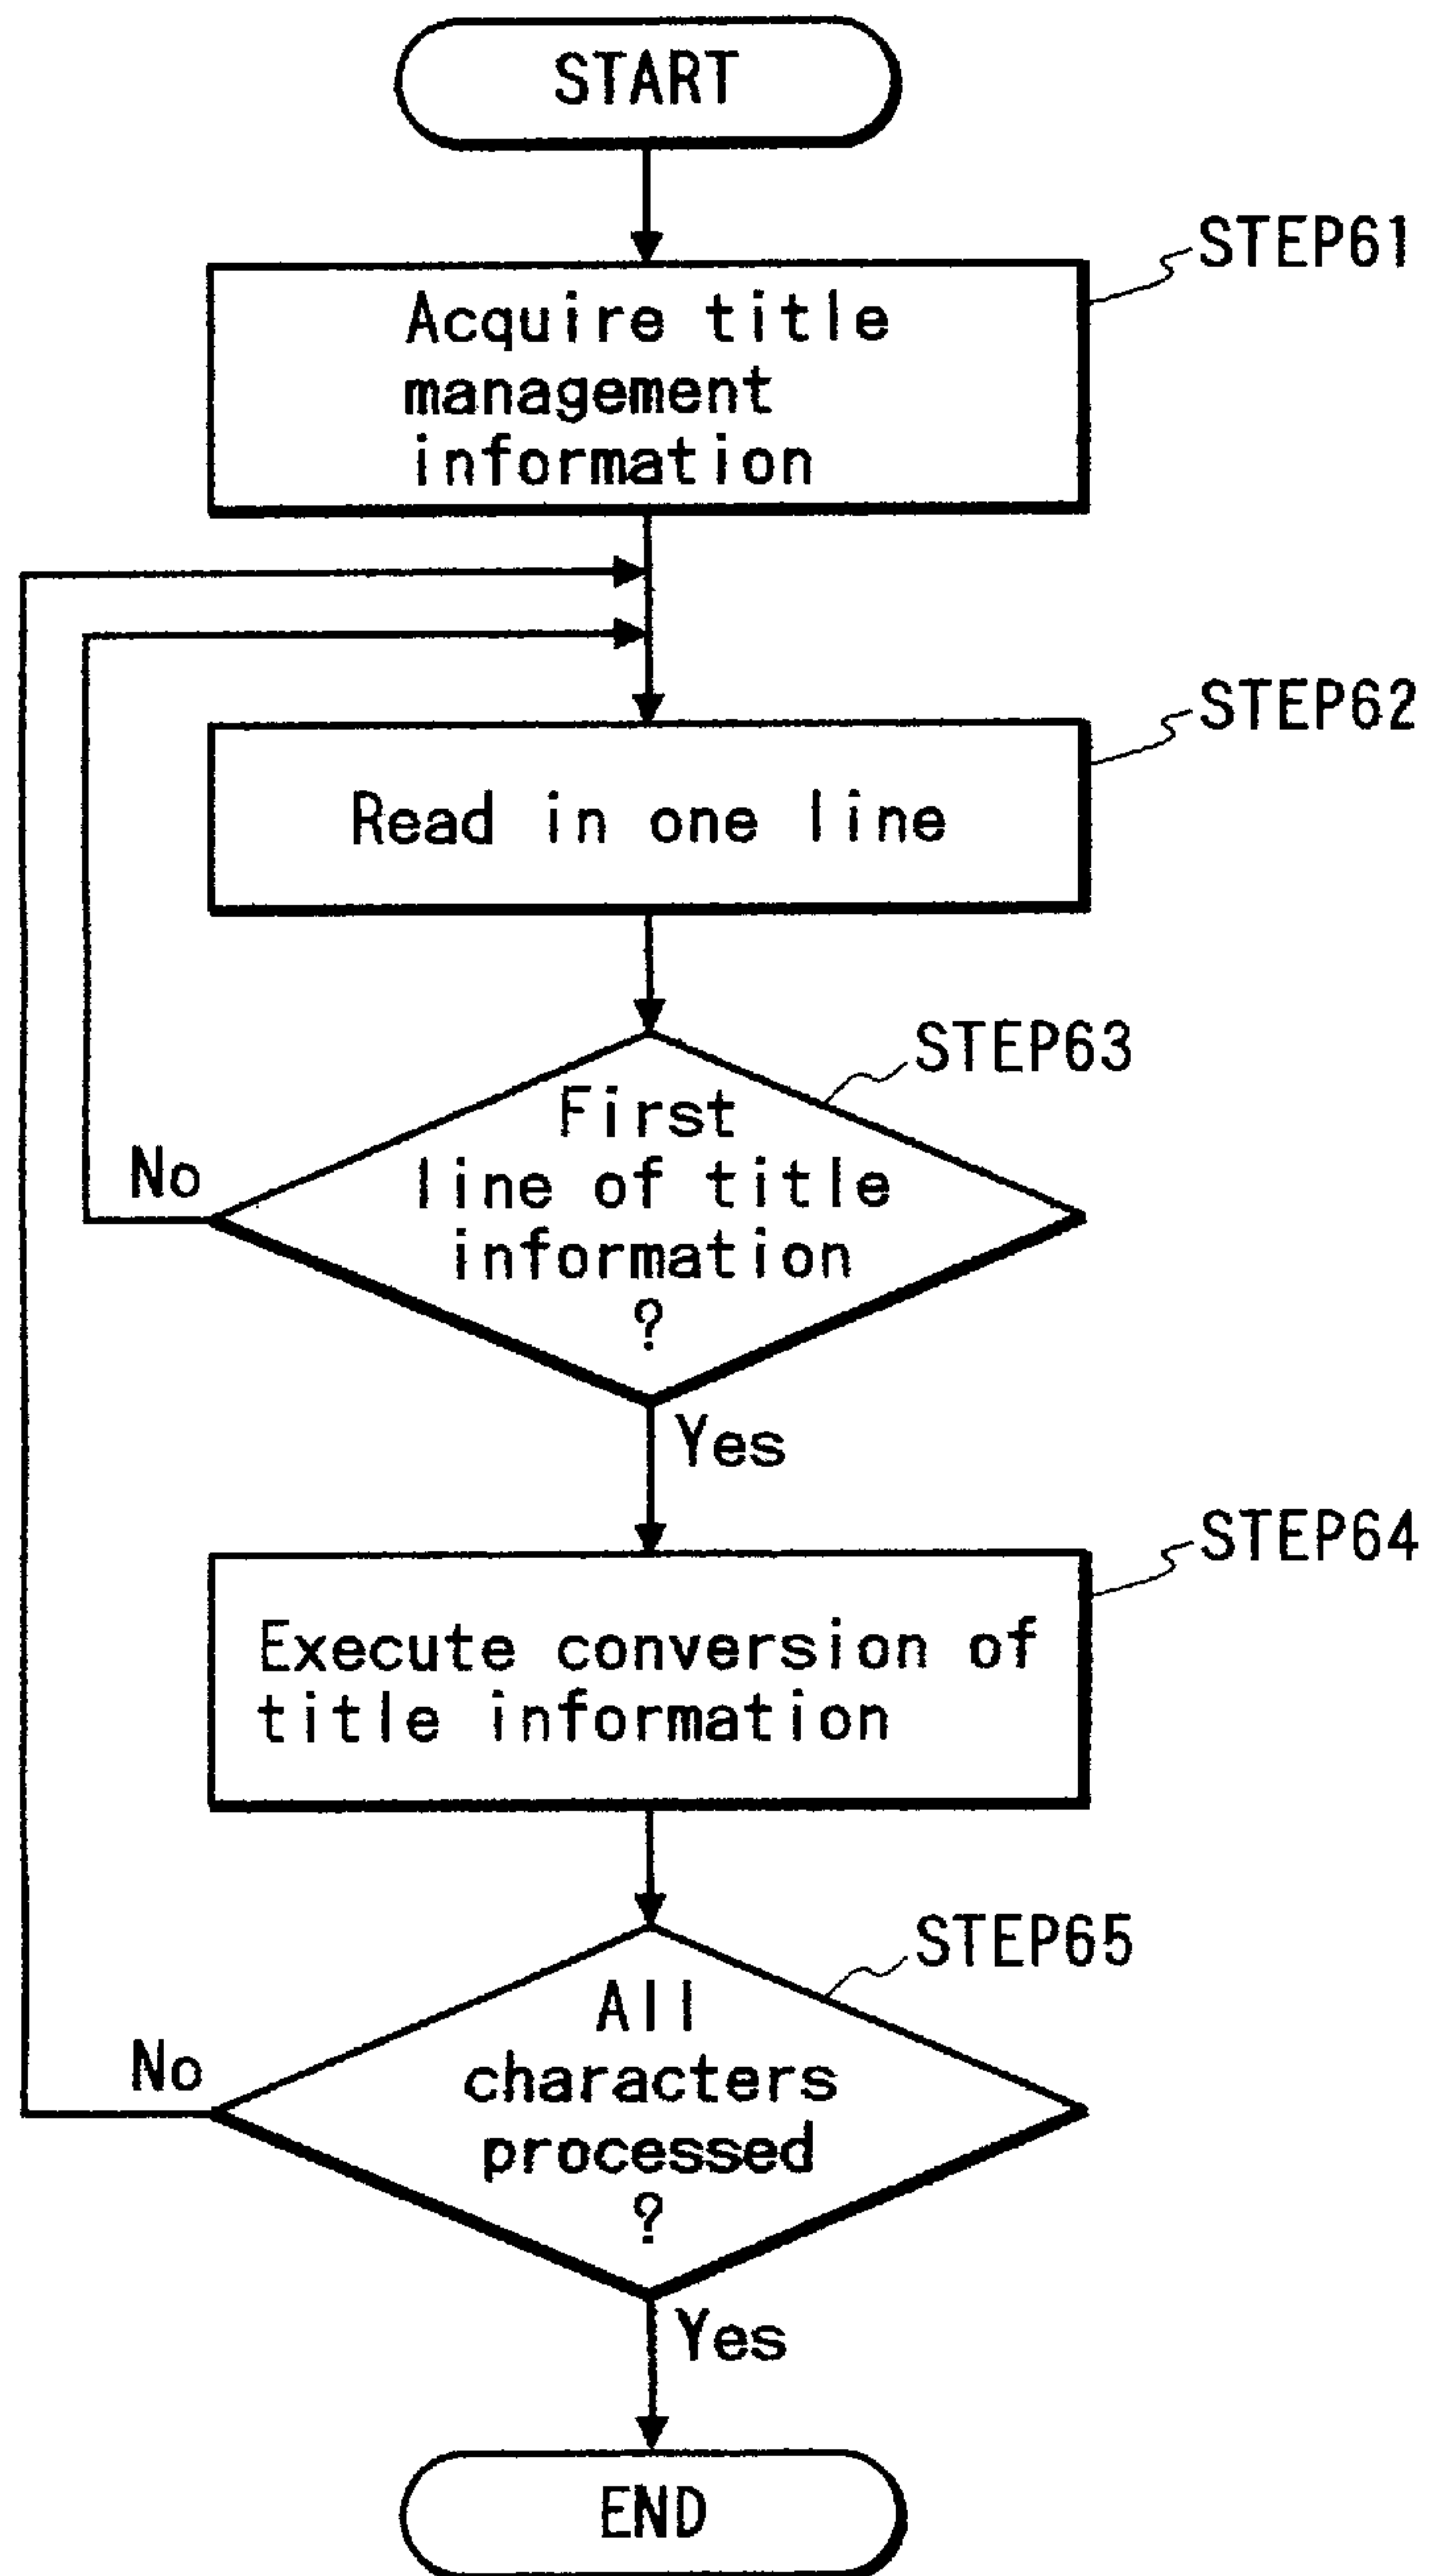 START
STEP61
Acquire title
management
information
STEP62
Read in one line
STEP63
First
line of title
information
?
No
Yes
STEP64
Execute conversion of
title information
STEP65
All
characters
processed
?
No
Yes
END